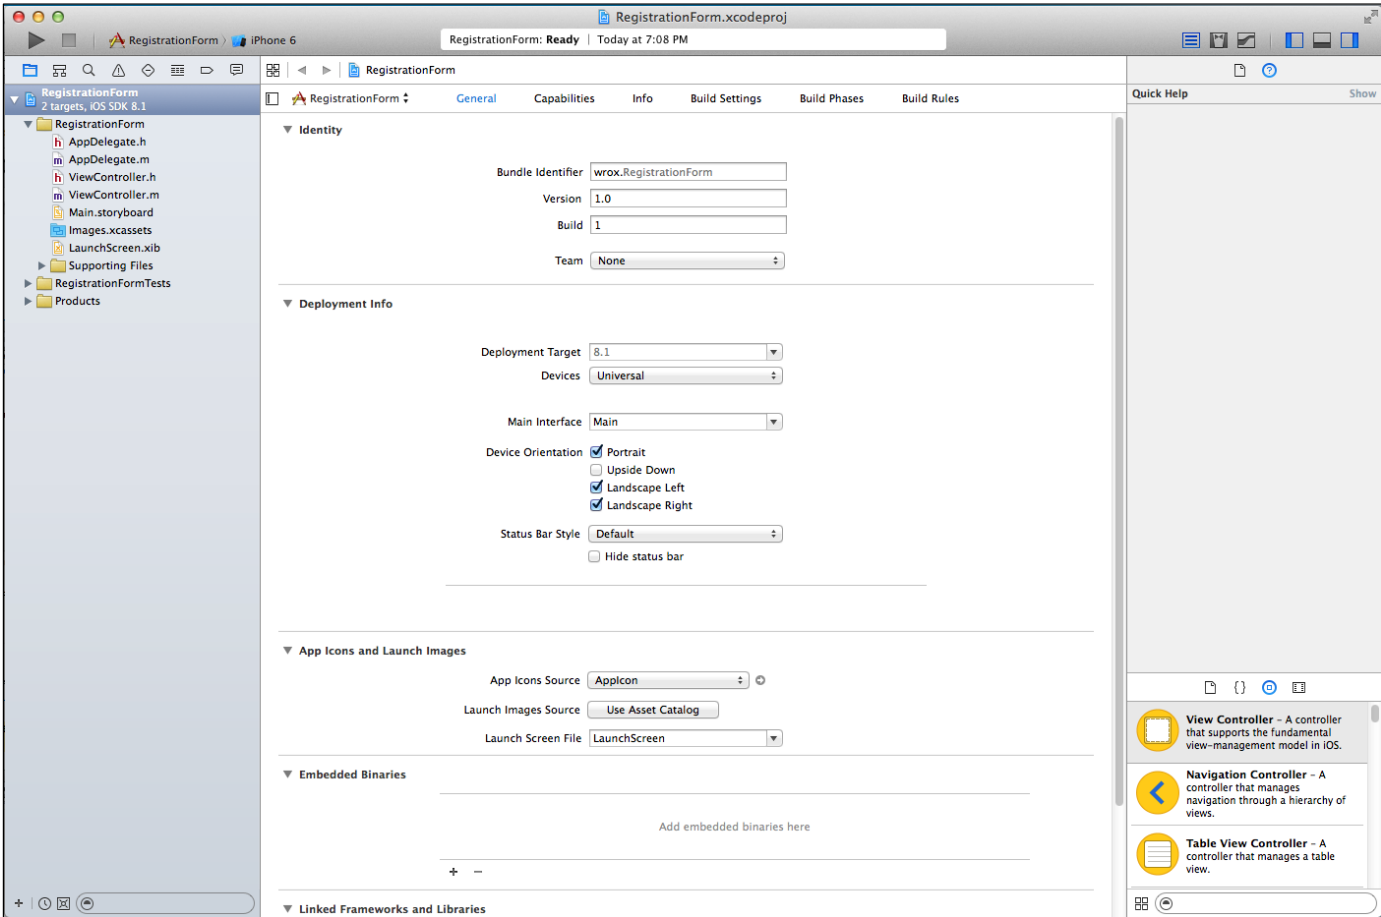 RegistrationForm.xcodeproj
RegistrationForm
iPhone 6
RegistrationForm: Ready | Today at 7:08 PM
RegistrationForm
2 targets, iOS SDK 8.1
RegistrationForm
AppDelegate.h
AppDelegate.m
ViewController.h
ViewController.m
Main.storyboard
Images.xcassets
LaunchScreen.xib
Supporting Files
RegistrationFormTests
Products
RegistrationForm
RegistrationForm General Capabilities Info Build Settings Build Phases Build Rules
Identity
Bundle Identifier wrox.RegistrationForm
Version 1.0
Build 1
Team None
Deployment Info
Deployment Target 8.1
Devices Universal
Main Interface Main
Device Orientation Portrait
Upside Down
Landscape Left
Landscape Right
Status Bar Style Default
Hide status bar
App Icons and Launch Images
App Icons Source AppIcon
Launch Images Source Use Asset Catalog
Launch Screen File LaunchScreen
Embedded Binaries
Add embedded binaries here
Linked Frameworks and Libraries
Quick Help Show
View Controller - A controller
that supports the fundamental
view-management model in iOS.
Navigation Controller - A
controller that manages
navigation through a hierarchy of
views.
Table View Controller - A
controller that manages a table
view.